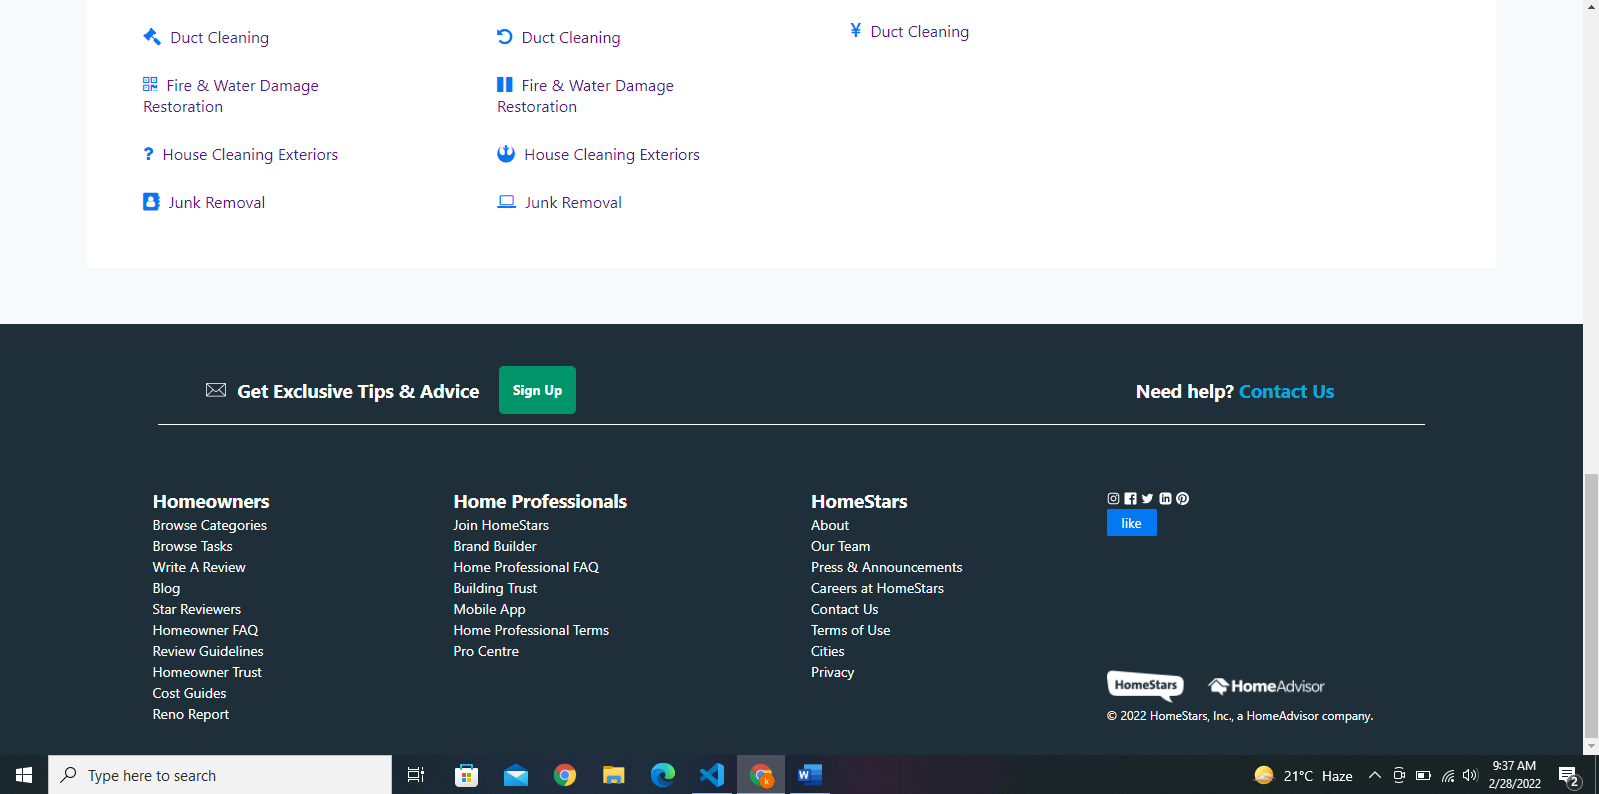 Duct Cleaning
Fire & Water Damage
Restoration
House Cleaning Exteriors
Junk Removal
Duct Cleaning
Fire & Water Damage
Restoration
House Cleaning Exteriors
Junk Removal
¥ Duct Cleaning
Get Exclusive Tips & Advice
Sign Up
Need help? Contact Us
Homeowners
Browse Categories
Browse Tasks
Write A Review
Blog
Star Reviewers
Homeowner FAQ
Review Guidelines
Homeowner Trust
Cost Guides
Reno Report
Home Professionals
Join HomeStars
Brand Builder
Home Professional FAQ
Building Trust
Mobile App
Home Professional Terms
Pro Centre
HomeStars
About
Our Team
Press & Announcements
Careers at HomeStars
Contact Us
Terms of Use
Cities
Privacy
like
HomeStars
HomeAdvisor
© 2022 HomeStars, Inc., a HomeAdvisor company.
Type here to search
21°C Haze
9:37 AM
2/28/2022
2